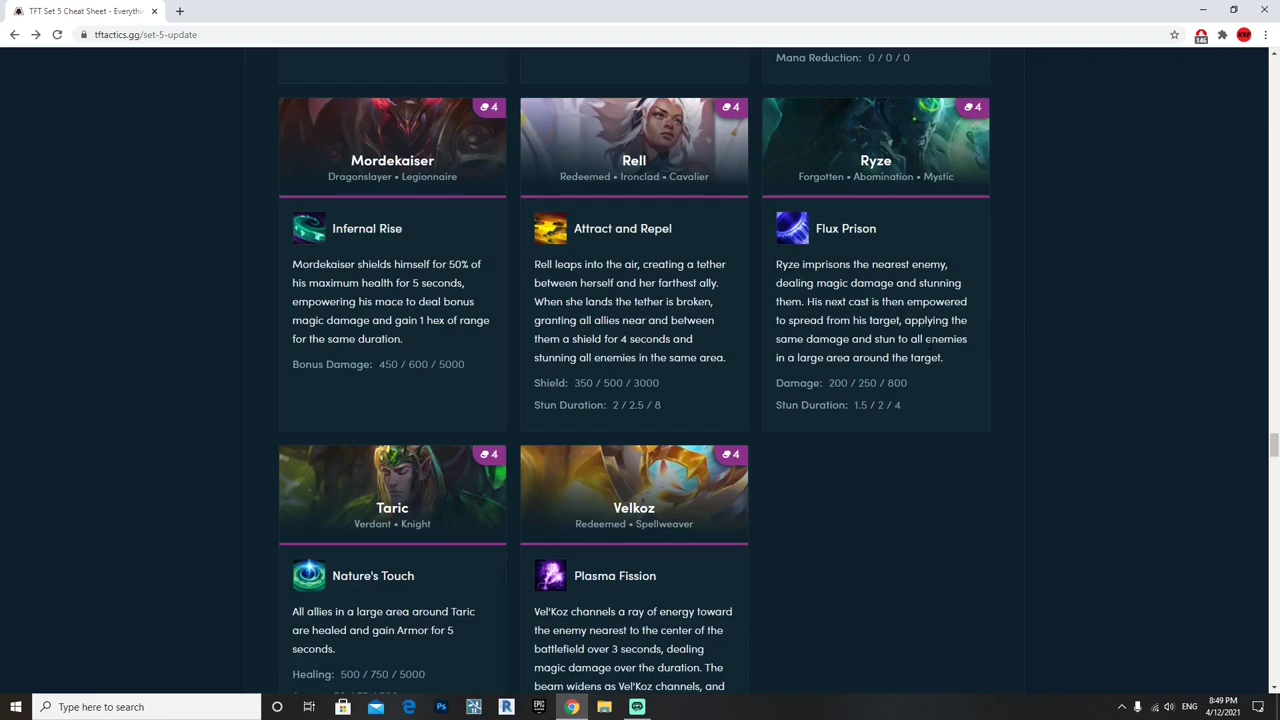 TFT Set 5 Cheat Sheet - Everythi
tftactics.gg/set-5-update
146
Mana Reduction: 0 / 0 / 0
4
Mordekaiser
Dragonslayer • Legionnaire
Infernal Rise
Mordekaiser shields himself for 50% of
his maximum health for 5 seconds,
empowering his mace to deal bonus
magic damage and gain 1 hex of range
for the same duration.
Bonus Damage: 450 / 600 / 5000
4
Rell
Redeemed • Ironclad • Cavalier
Attract and Repel
Rell leaps into the air, creating a tether
between herself and her farthest ally.
When she lands the tether is broken,
granting all allies near and between
them a shield for 4 seconds and
stunning all enemies in the same area.
Shield: 350 / 500 / 3000
Stun Duration: 2 / 2.5 / 8
4
Ryze
Forgotten • Abomination • Mystic
Flux Prison
Ryze imprisons the nearest enemy,
dealing magic damage and stunning
them. His next cast is then empowered
to spread from his target, applying the
same damage and stun to all enemies
in a large area around the target.
Damage: 200 / 250 / 800
Stun Duration: 1.5 / 2 / 4
4
Taric
Verdant • Knight
Nature's Touch
All allies in a large area around Taric
are healed and gain Armor for 5
seconds.
Healing: 500 / 750 / 5000
4
Velkoz
Redeemed • Spellweaver
Plasma Fission
Vel'Koz channels a ray of energy toward
the enemy nearest to the center of the
battlefield over 3 seconds, dealing
magic damage over the duration. The
beam widens as Vel'Koz channels, and
Type here to search
Ps
R
EPIC
ENG
8:49 PM
4/12/2021